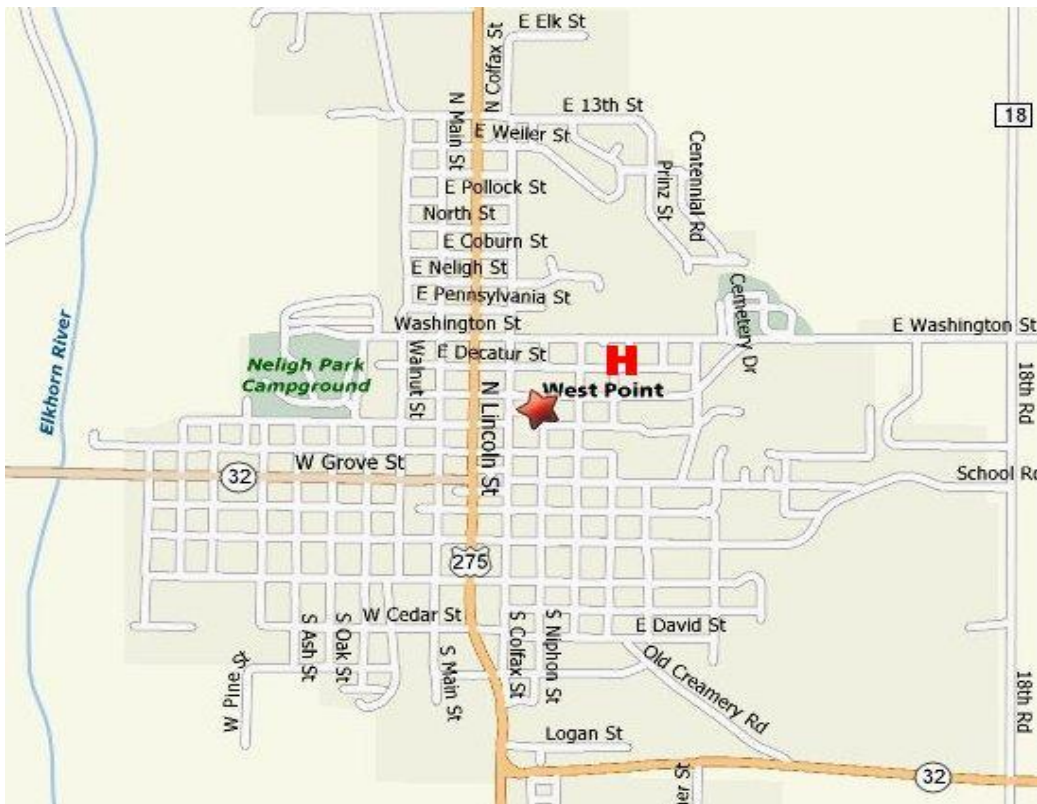 E Elk St
N Colfax St
E 13th St
18
N Main St
E Weiler St
Centennial Rd
Prinz St
E Pollock St
North St
E Coburn St
E Neligh St
E Pennsylvania St
Cemetery Dr
Washington St
E Washington St
Elkhorn River
E Decatur St
H
Neligh Park
Campground
Walnut St
N Lincoln St
West Point
18th Rd
W Grove St
32
School Rd
275
W Cedar St
S Ash St
S Oak St
S Main St
S Colfax St
S Niphon St
E David St
W Pine St
Old Creamery Rd
18th Rd
Logan St
32
er St